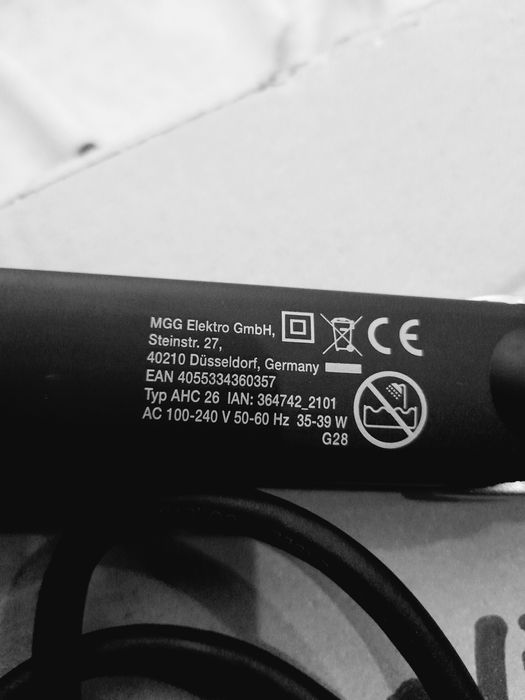 MGG Elektro GmbH,
Steinstr. 27,
40210 Düsseldorf, Germany
EAN 4055334360357
Typ AHC 26 IAN: 364742_2101
AC 100-240 V 50-60 Hz 35-39 W
G28
CE